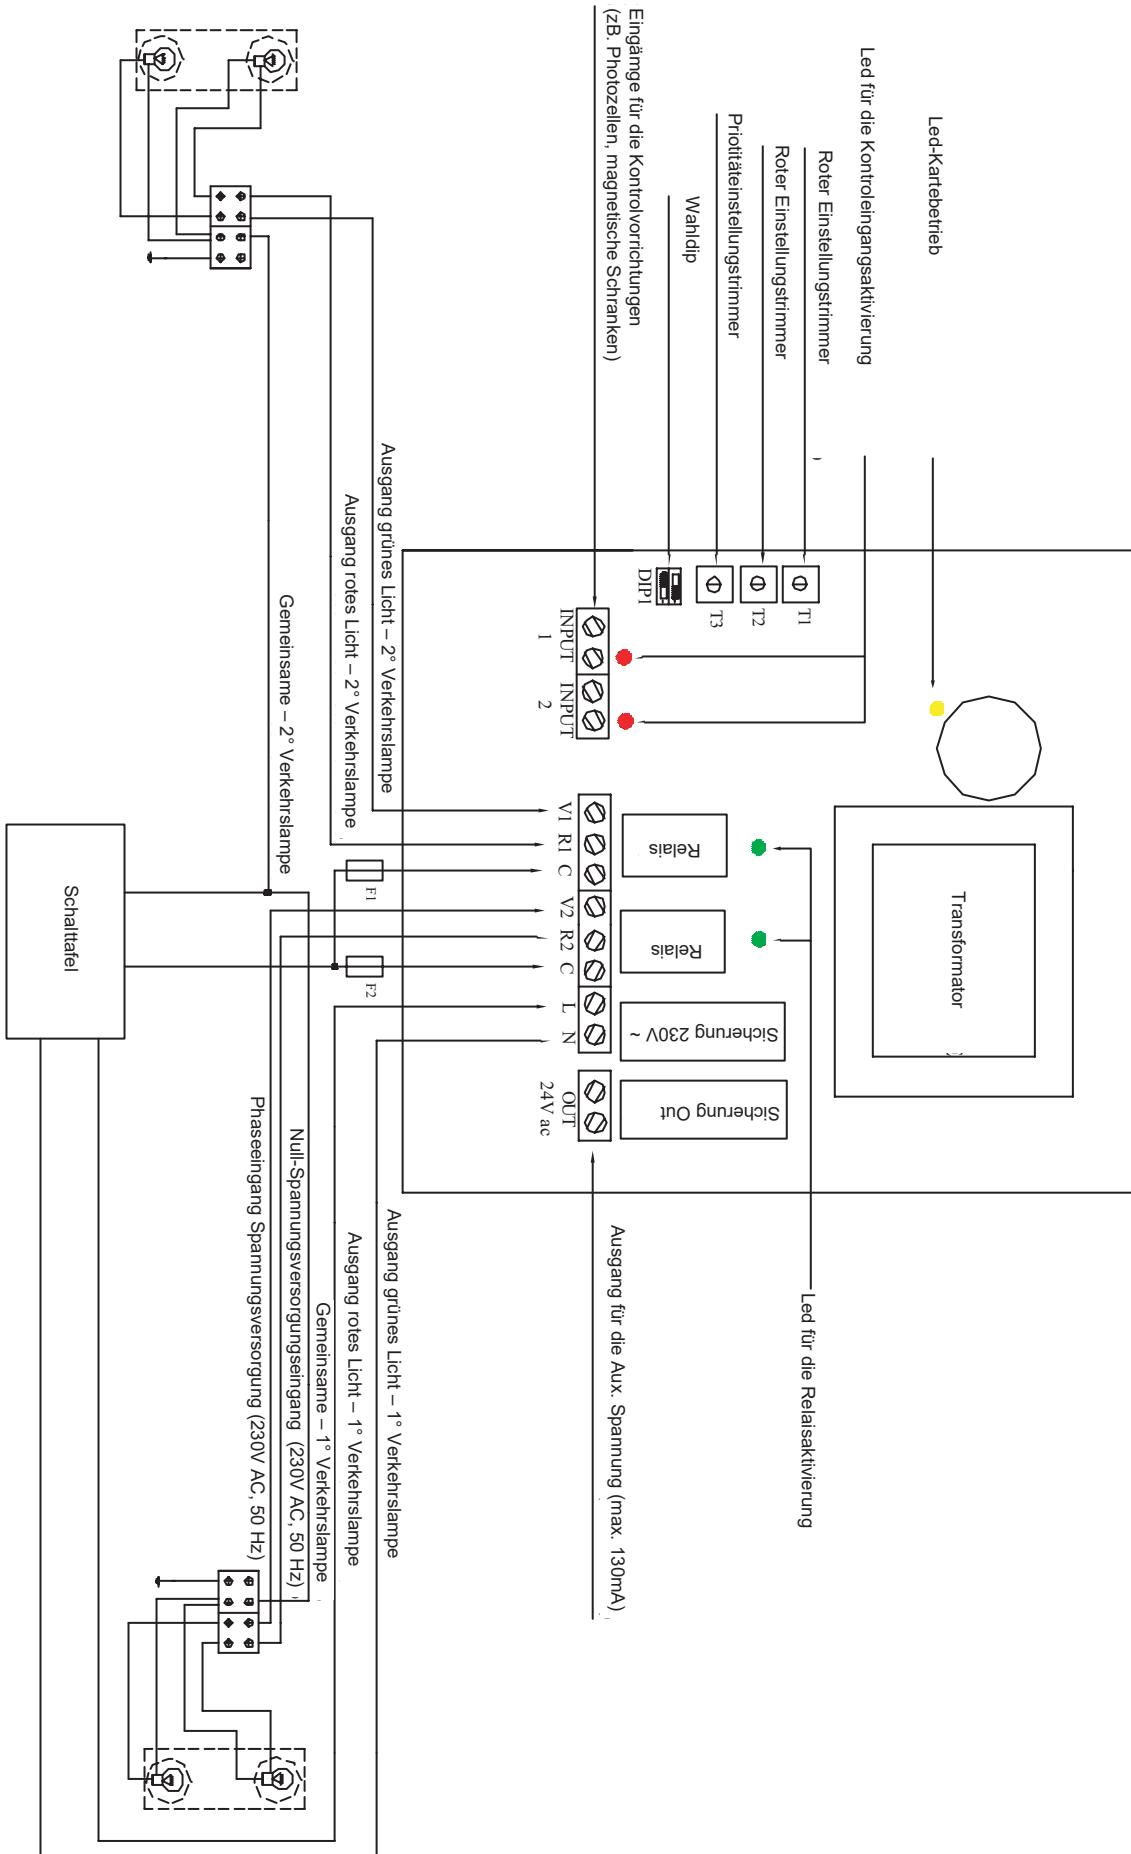 Led-Kartebetrieb
Led für die Kontroleingangsaktivierung
Roter Einstellungstrimmer
Roter Einstellungstrimmer
Priotitäteinstellungstrimmer
Wahldip
Eingämge für die Kontrolvorrichtungen
(zB. Photozellen, magnetische Schranken)
T1
T2
T3
DIP1
INPUT
1
INPUT
2
V1
R1
C
V2
R2
C
L
N
OUT
24V ac
Relais
Relais
Sicherung 230V ~
Sicherung Out
Transformator
Led für die Relaisaktivierung
Ausgang für die Aux. Spannung (max. 130mA)
Ausgang grünes Licht – 2° Verkehrslampe
Ausgang rotes Licht – 2° Verkehrslampe
Gemeinsame – 2° Verkehrslampe
F1
F2
Schalttafel
Ausgang grünes Licht – 1° Verkehrslampe
Ausgang rotes Licht – 1° Verkehrslampe
Gemeinsame – 1° Verkehrslampe
Null-Spannungsversorgungseingang (230V AC, 50 Hz)
Phaseeingang Spannungsversorgung (230V AC, 50 Hz)